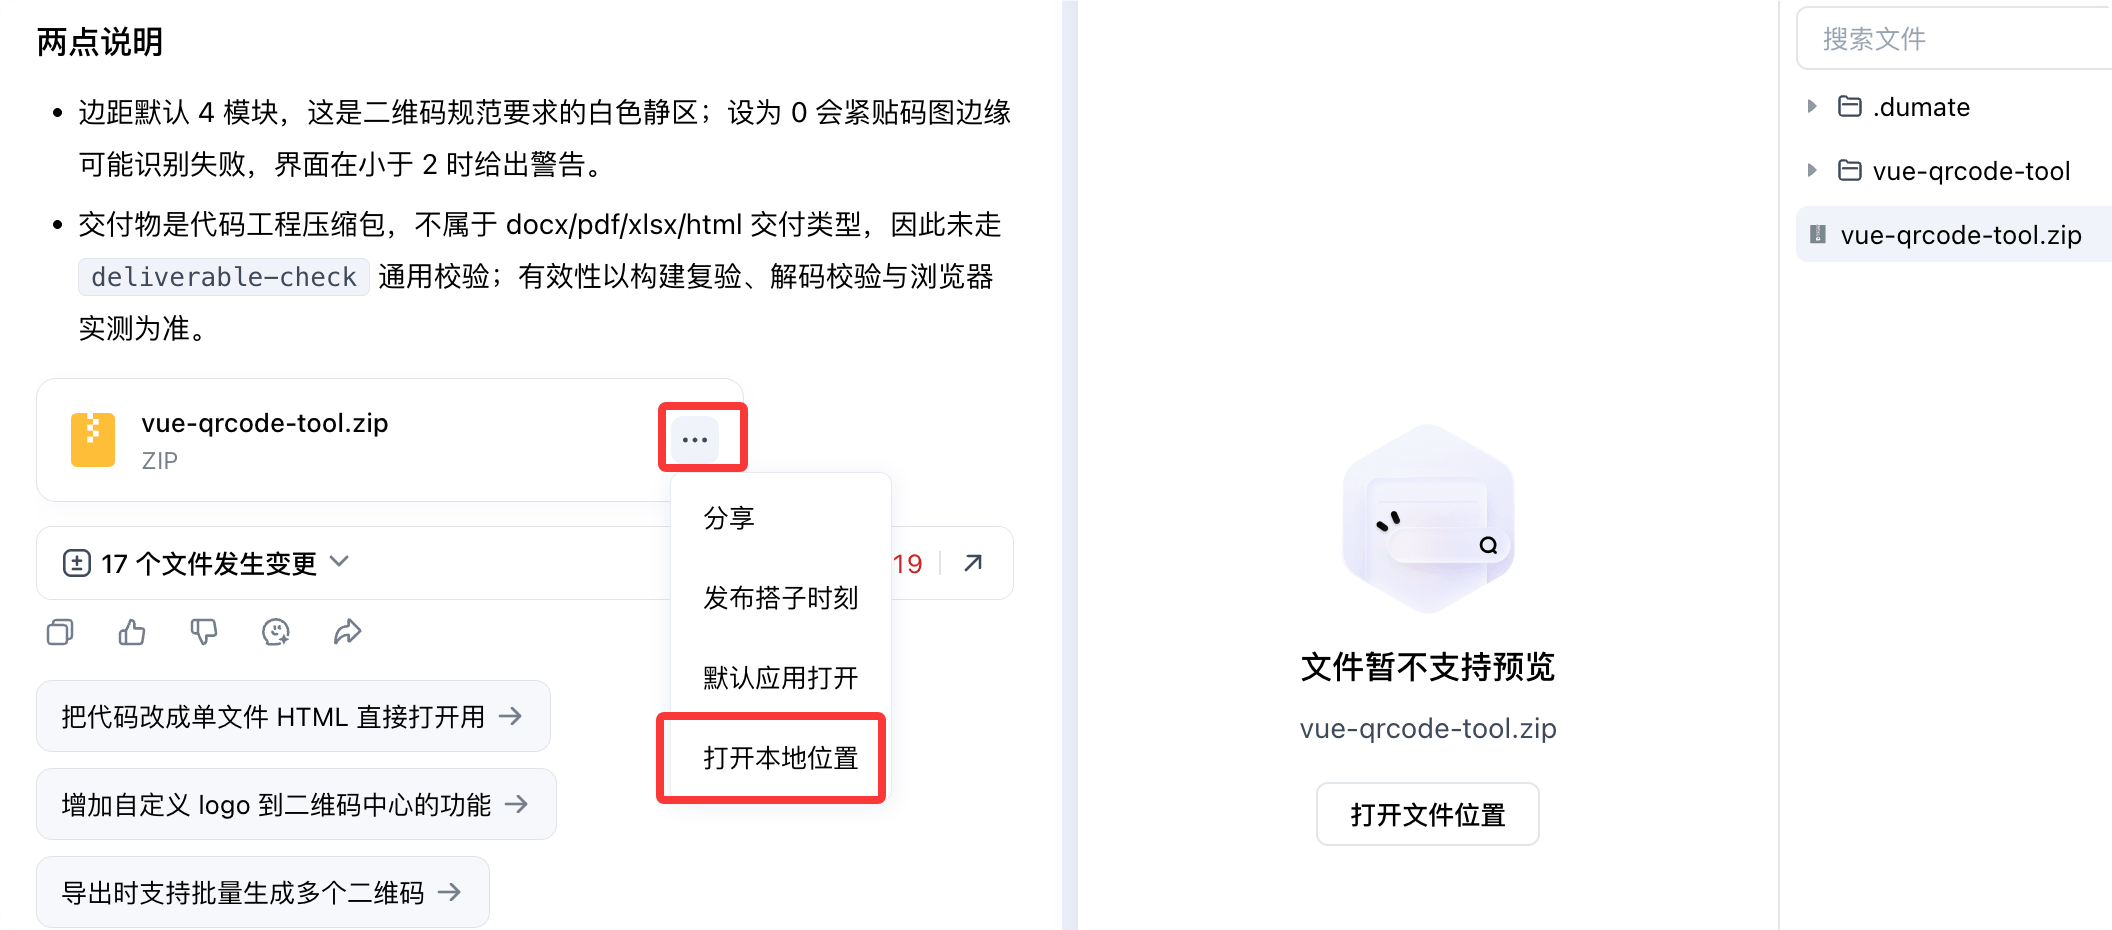 两点说明
边距默认 4 模块，这是二维码规范要求的白色静区；设为 0 会紧贴码图边缘
可能识别失败，界面在小于 2 时给出警告。
交付物是代码工程压缩包，不属于 docx/pdf/xlsx/html 交付类型，因此未走
deliverable-check 通用校验；有效性以构建复验、解码校验与浏览器
实测为准。
vue-qrcode-tool.zip
ZIP
分享
17 个文件发生变更
19
发布搭子时刻
默认应用打开
打开本地位置
把代码改成单文件 HTML 直接打开用
增加自定义 logo 到二维码中心的功能
导出时支持批量生成多个二维码
文件暂不支持预览
vue-qrcode-tool.zip
打开文件位置
搜索文件
.dumate
vue-qrcode-tool
vue-qrcode-tool.zip